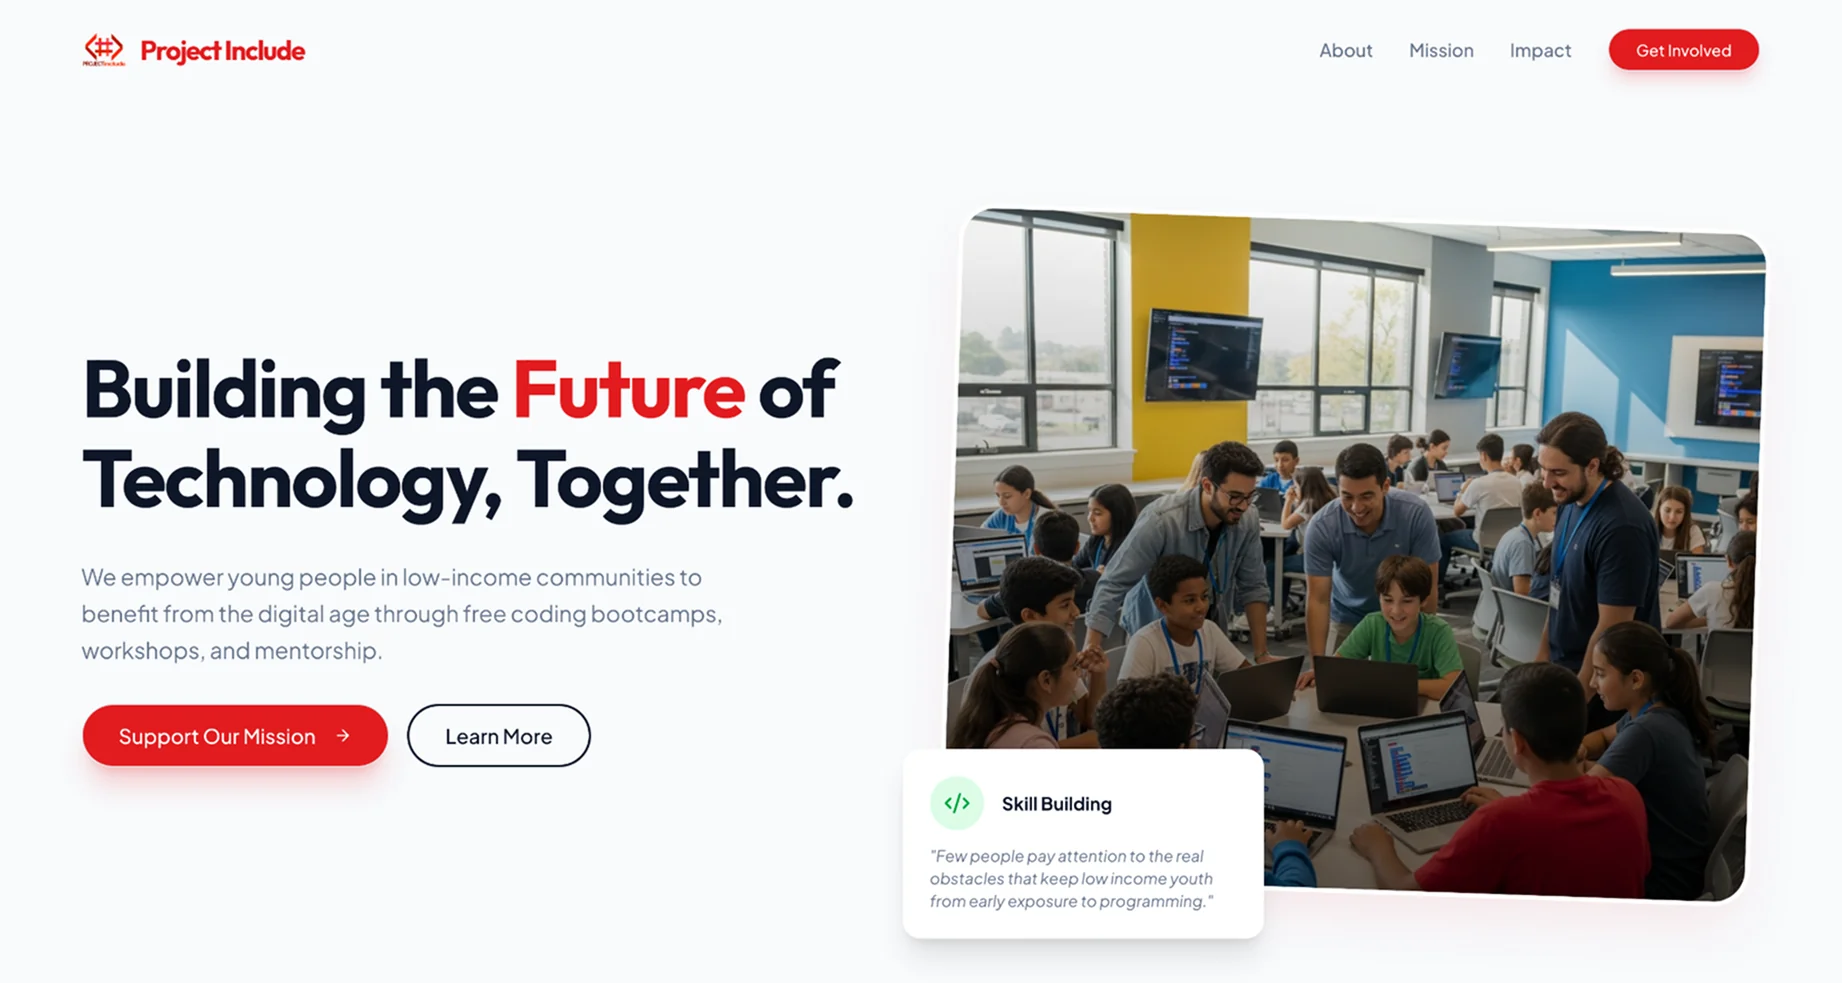 PROJECTinclude
Project Include
About
Mission
Impact
Get Involved
Building the Future of
Technology, Together.
We empower young people in low-income communities to
benefit from the digital age through free coding bootcamps,
workshops, and mentorship.
Support Our Mission →
Learn More
</> Skill Building
"Few people pay attention to the real
obstacles that keep low income youth
from early exposure to programming."